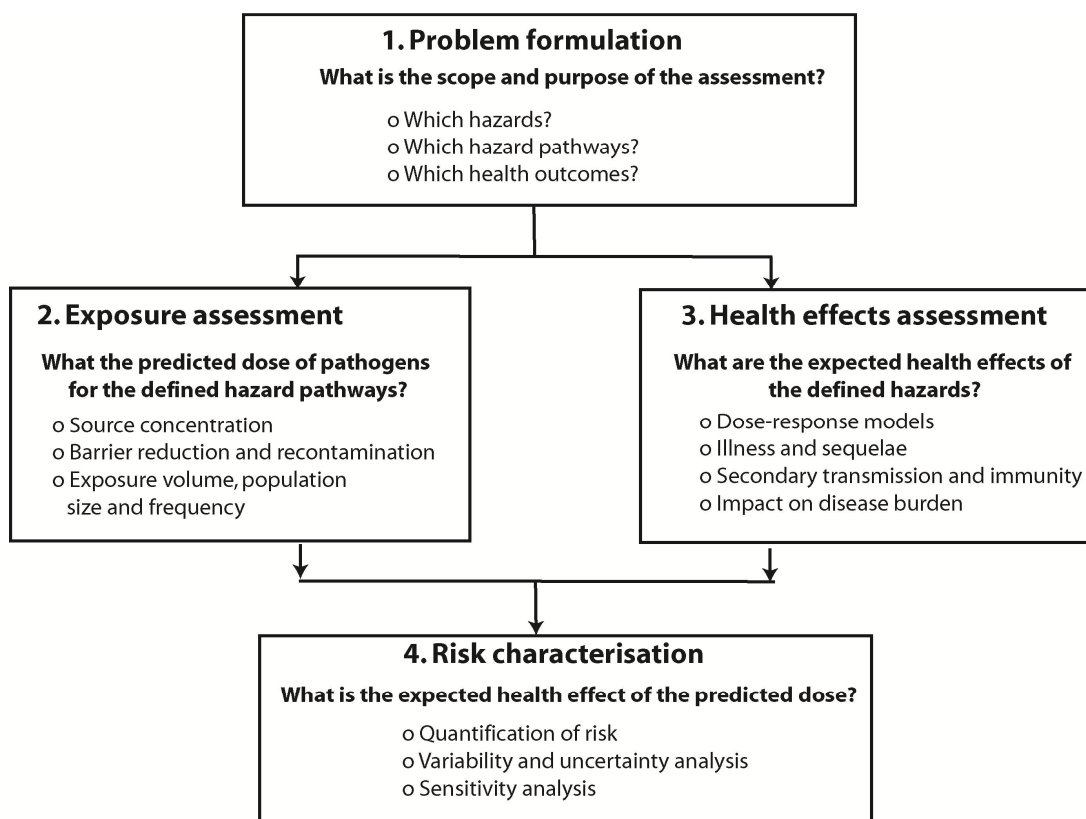 1. Problem formulation
What is the scope and purpose of the assessment?
o Which hazards?
o Which hazard pathways?
o Which health outcomes?
2. Exposure assessment
What the predicted dose of pathogens
for the defined hazard pathways?
o Source concentration
o Barrier reduction and recontamination
o Exposure volume, population
size and frequency
3. Health effects assessment
What are the expected health effects of
the defined hazards?
o Dose-response models
o Illness and sequelae
o Secondary transmission and immunity
o Impact on disease burden
4. Risk characterisation
What is the expected health effect of the predicted dose?
o Quantification of risk
o Variability and uncertainty analysis
o Sensitivity analysis